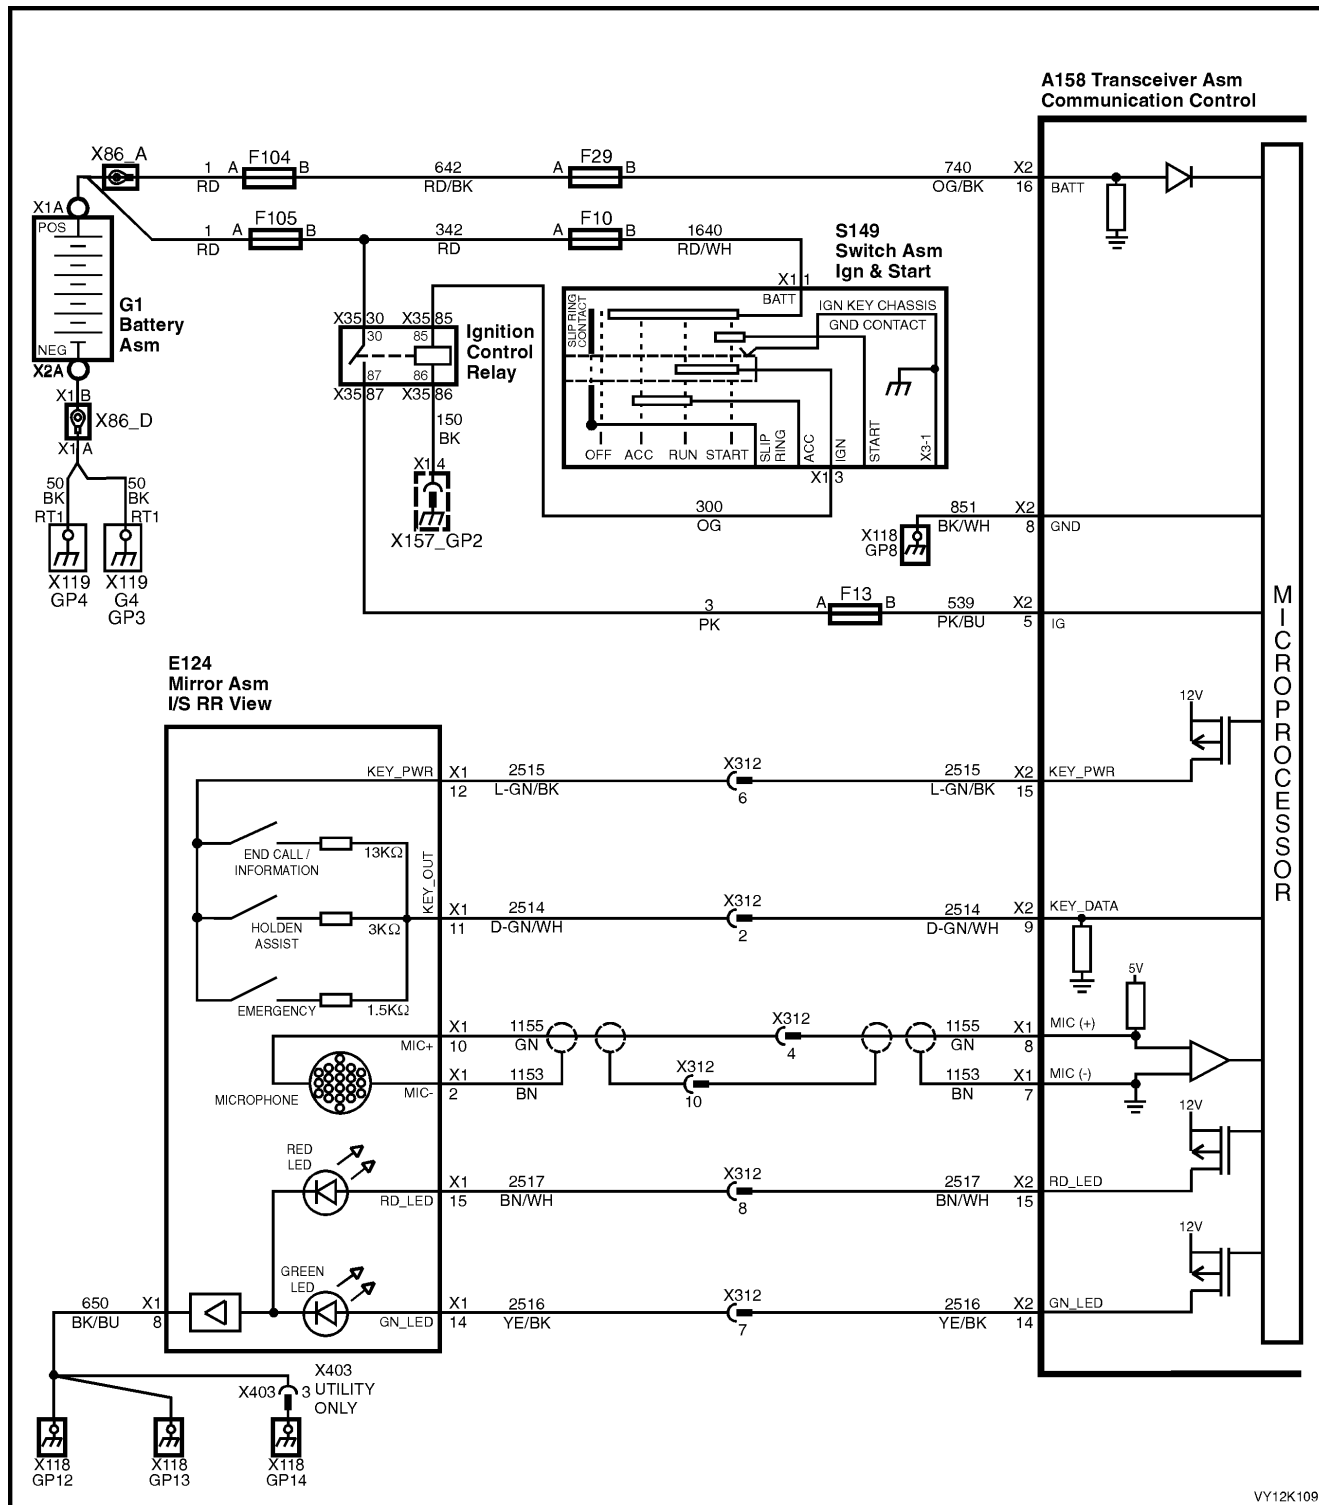 A158 Transceiver Asm
Communication Control
X86_A
1
RD
A
F104
B
642
RD/BK
A
F29
B
740
OG/BK
X2
16
BATT
X1A
POS
NEG
X2A
G1
Battery
Asm
1
RD
A
F105
B
342
RD
A
F10
B
1640
RD/WH
S149
Switch Asm
Ign & Start
X1 1
BATT
SLIP RING
CONTACT
IGN KEY CHASSIS
GND CONTACT
OFF
ACC
RUN
START
SLIP
RING
ACC
IGN
START
X3-1
X1 3
X35 30
X35 85
30
85
87
86
X35 87
X35 86
Ignition
Control
Relay
150
BK
X1 4
X157_GP2
X1 B
X86_D
X1 A
50
BK
RT1
50
BK
RT1
X119
GP4
X119
G4
GP3
300
OG
X118
GP8
851
BK/WH
X2
8
GND
3
PK
A
F13
B
539
PK/BU
X2
5
IG
MICROPROCESSOR
E124
Mirror Asm
I/S RR View
12V
KEY_PWR
X1
12
2515
L-GN/BK
X312
6
2515
L-GN/BK
X2
15
KEY_PWR
END CALL /
INFORMATION
13KΩ
KEY_OUT
HOLDEN
ASSIST
3KΩ
X1
11
2514
D-GN/WH
X312
2
2514
D-GN/WH
X2
9
KEY_DATA
EMERGENCY
1.5KΩ
5V
MIC+
X1
10
1155
GN
X312
4
1155
GN
X1
8
MIC (+)
MICROPHONE
MIC-
X1
2
1153
BN
X312
10
1153
BN
X1
7
MIC (-)
12V
RED
LED
RD_LED
X1
15
2517
BN/WH
X312
8
2517
BN/WH
X2
15
RD_LED
12V
GREEN
LED
GN_LED
X1
14
2516
YE/BK
X312
7
2516
YE/BK
X2
14
GN_LED
650
BK/BU
X1
8
X403
3
X403
UTILITY
ONLY
X118
GP12
X118
GP13
X118
GP14
VY12K109